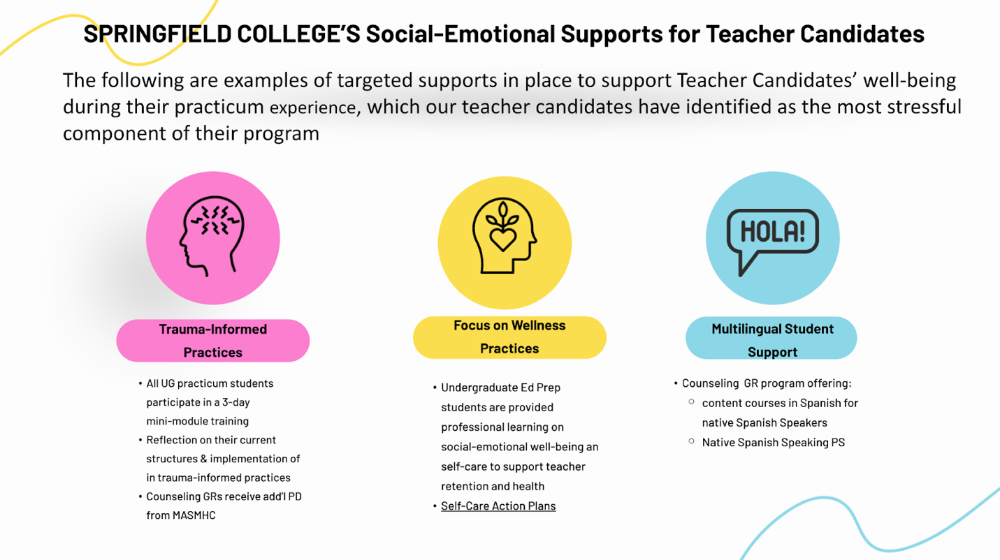 SPRINGFIELD COLLEGE’S Social-Emotional Supports for Teacher Candidates
The following are examples of targeted supports in place to support Teacher Candidates’ well-being
during their practicum experience, which our teacher candidates have identified as the most stressful
component of their program
HOLA!
Trauma-Informed
Practices
• All UG practicum students
participate in a 3-day
mini-module training
• Reflection on their current
structures & implementation of
in trauma-informed practices
• Counseling GRs receive add’l PD
from MASMHC
Focus on Wellness
Practices
• Undergraduate Ed Prep
students are provided
professional learning on
social-emotional well-being an
self-care to support teacher
retention and health
• Self-Care Action Plans
Multilingual Student
Support
• Counseling GR program offering:
○ content courses in Spanish for
native Spanish Speakers
○ Native Spanish Speaking PS